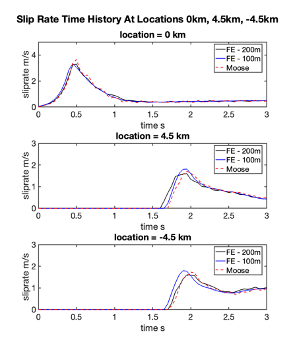 Slip Rate Time History At Locations 0km, 4.5km, -4.5km
location = 0 km
FE - 200m
FE - 100m
Moose
sliprate m/s
4
2
0
0 0.5 1 1.5 2 2.5 3
time s
location = 4.5 km
FE - 200m
FE - 100m
Moose
sliprate m/s
3
2
1
0
0 0.5 1 1.5 2 2.5 3
time s
location = -4.5 km
FE - 200m
FE - 100m
Moose
sliprate m/s
3
2
1
0
0 0.5 1 1.5 2 2.5 3
time s